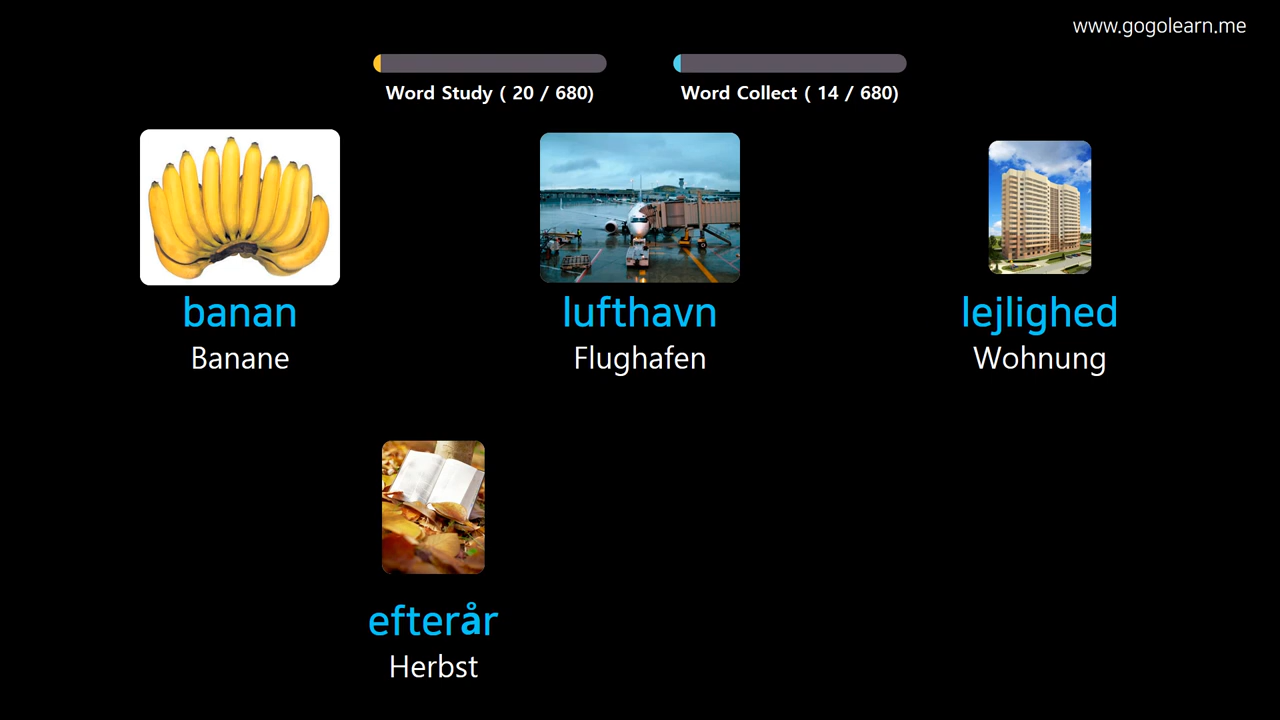 www.gogolearn.me
Word Study ( 20 / 680)
Word Collect ( 14 / 680)
banan
Banane
lufthavn
Flughafen
lejlighed
Wohnung
efterår
Herbst